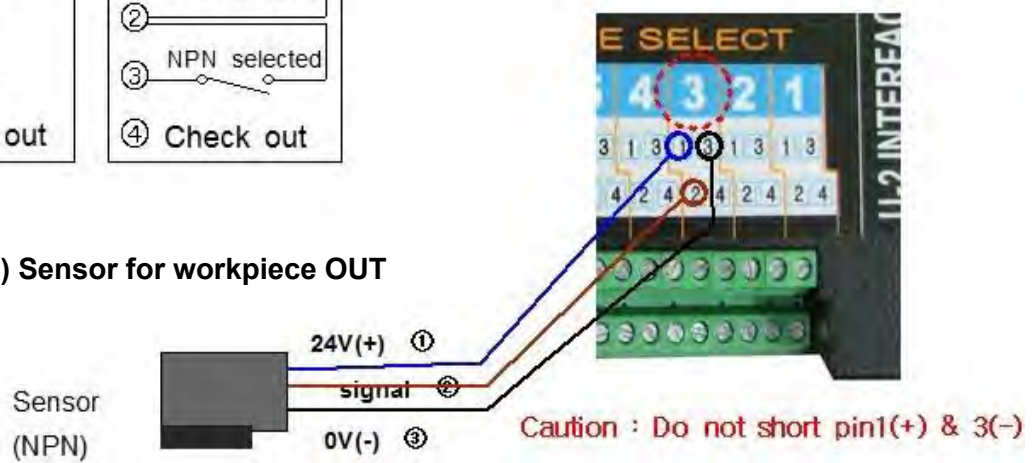 ②
③ NPN selected
out
④ Check out
) Sensor for workpiece OUT
24V(+) ①
signal ②
0V(-) ③
Sensor
(NPN)
E SELECT
4 3 2 1
3 1 3 1 3 1 3 1 3
4 2 4 2 4 2 4 2 4
U-2 INTERFAC
Caution : Do not short pin1(+) & 3(-)